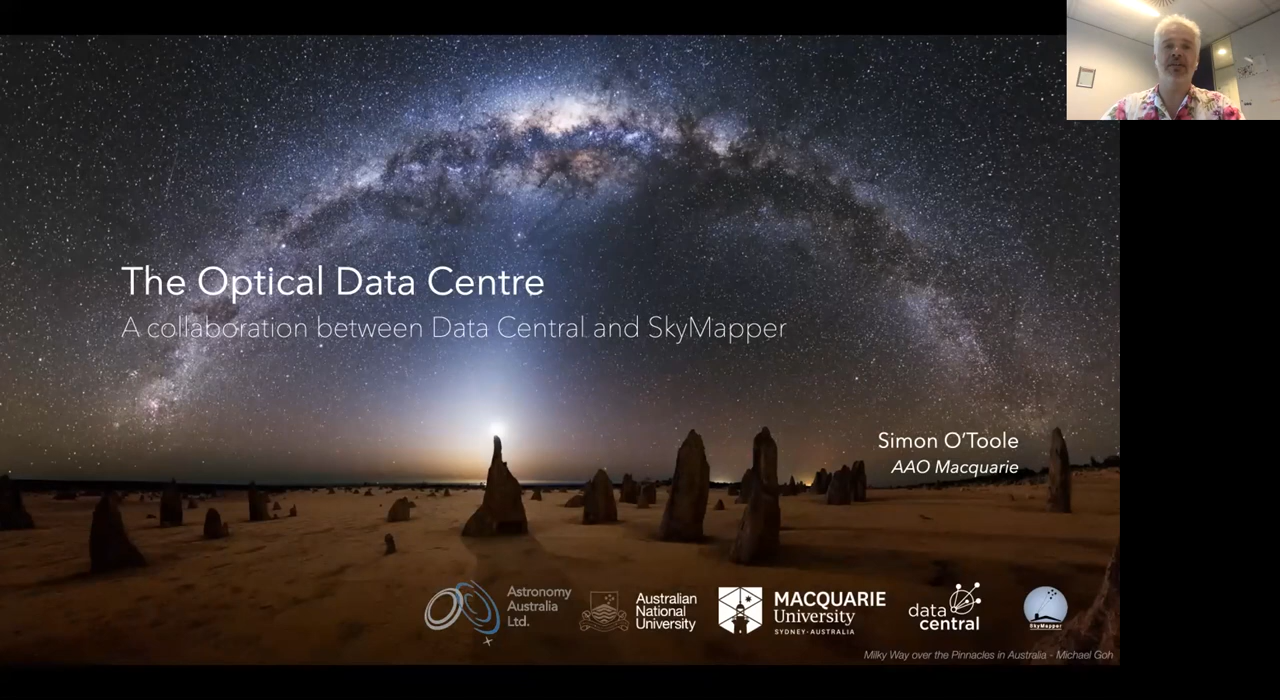 The Optical Data Centre
A collaboration between Data Central and SkyMapper
Simon O'Toole
AAO Macquarie
Astronomy
Australia
Ltd.
Australian
National
University
MACQUARIE
University
SYDNEY·AUSTRALIA
data
central
SkyMapper
Milky Way over the Pinnacles in Australia - Michael Goh